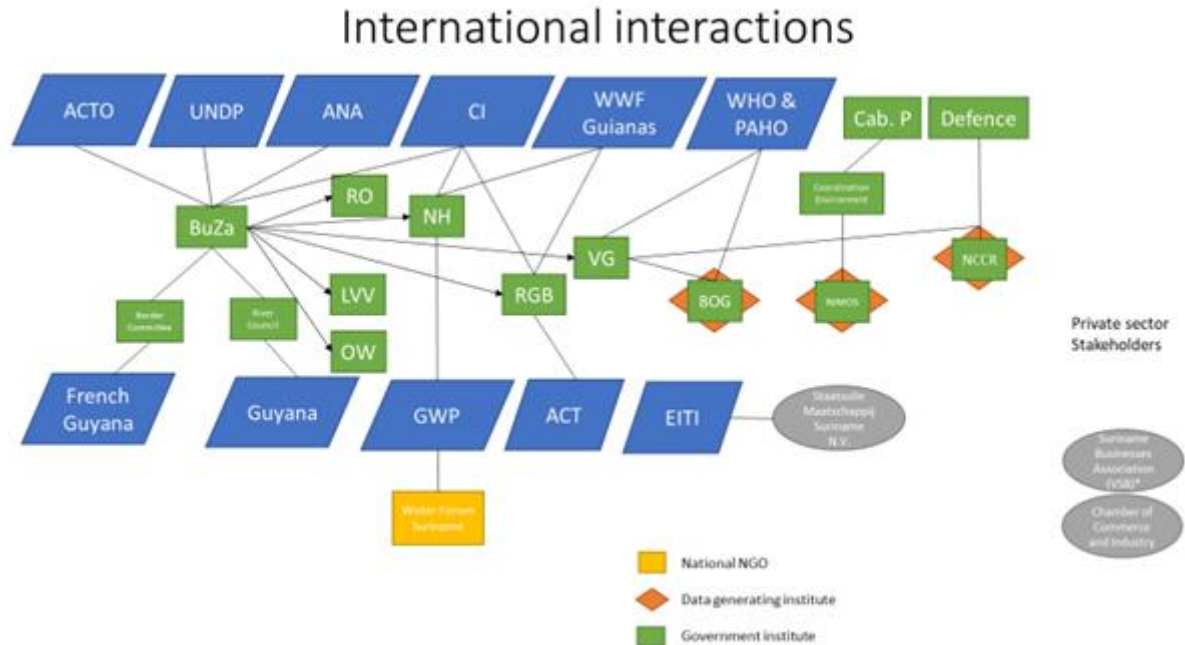 International interactions
ACTO
UNDP
ANA
CI
WWF
Guianas
WHO &
PAHO
Cab. P
Defence
RO
NH
Coordination
Environment
BuZa
VG
NCCR
LVV
RGB
BOG
NIMOS
Border
Committee
River
Council
OW
Private sector
Stakeholders
French
Guyana
Guyana
GWP
ACT
EITI
Staatsolie
Maatschappij
Suriname
N.V.
Suriname
Businesses
Association
(VSB)*
Water Forum
Suriname
Chamber of
Commerce
and Industry
National NGO
Data generating institute
Government institute